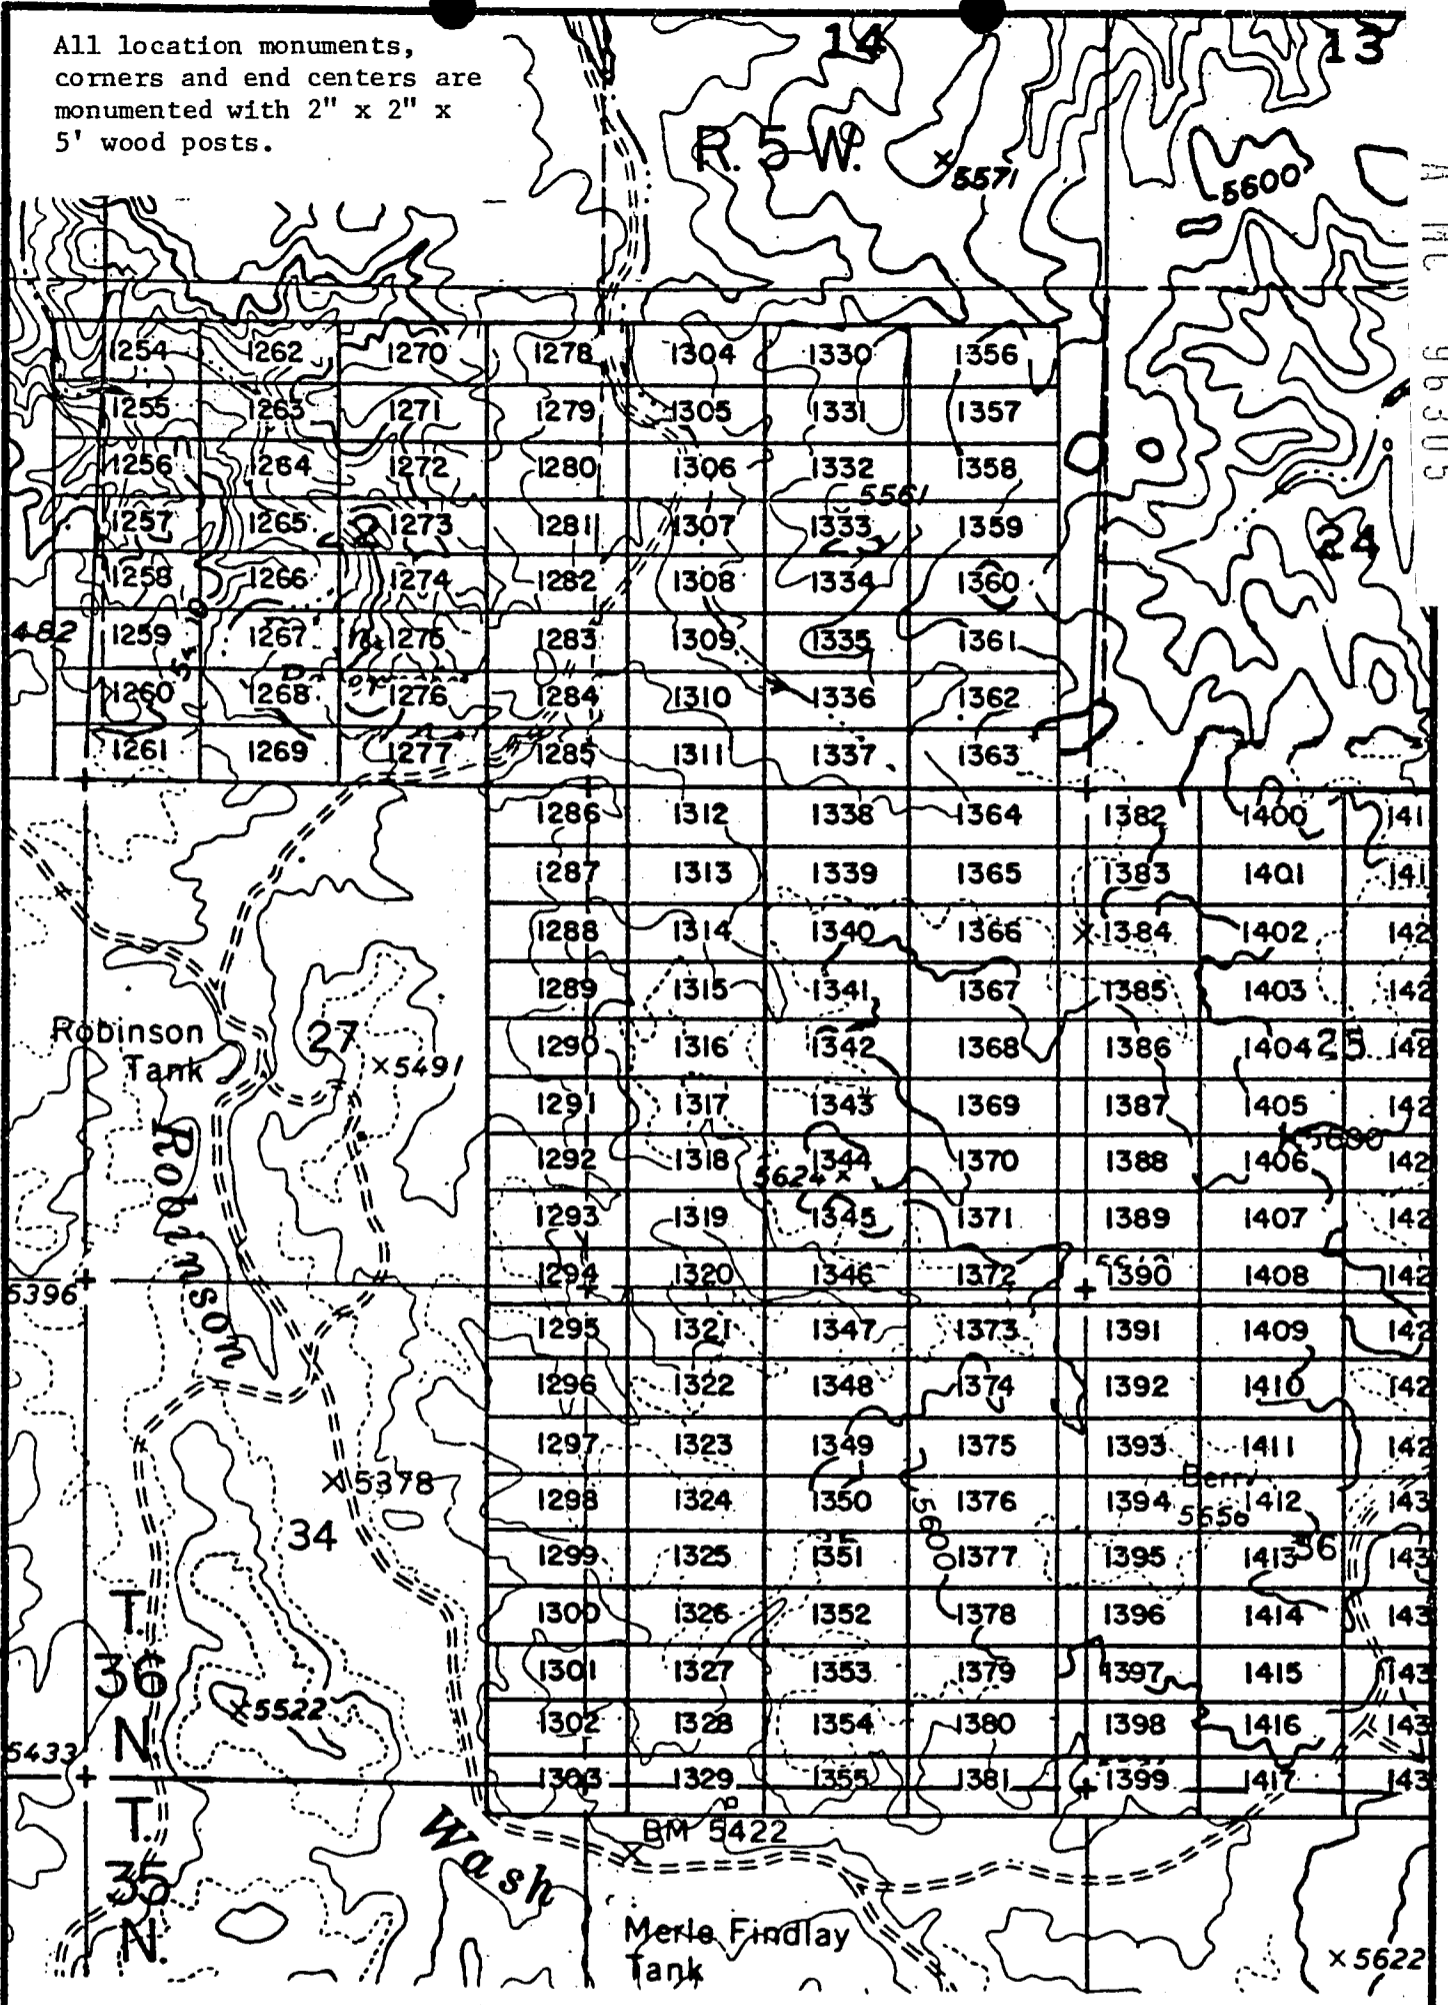 All location monuments,
corners and end centers are
monumented with 2" x 2" x
5' wood posts.
14
13
R. 5 W.
×5571
5600
A MC 96305
1254 1262 1270 1278 1304 1330 1356
1255 1263 1271 1279 1305 1331 1357
1256 1264 1272 1280 1306 1332 1358
5561
1257 1265 1273 1281 1307 1333 1359
24
1258 1266 1274 1282 1308 1334 1360
1259 1267 1275 1283 1309 1335 1361
1260 1268 1276 1284 1310 1336 1362
1261 1269 1277 1285 1311 1337 1363
1286 1312 1338 1364 1382 1400
1287 1313 1339 1365 1383 1401
1288 1314 1340 1366 1384 1402
1289 1315 1341 1367 1385 1403
Robinson
Tank
27
×5491
1290 1316 1342 1368 1386 1404 25
1291 1317 1343 1369 1387 1405
1292 1318 1344 1370 1388 1406
5624×
Robinson
1293 1319 1345 1371 1389 1407
1294 1320 1346 1372 1390 1408
5396
1295 1321 1347 1373 1391 1409
1296 1322 1348 1374 1392 1410
1297 1323 1349 1375 1393 1411
×5378
1298 1324 1350 1376 1394 1412
5656
34
5600
1299 1325 1351 1377 1395 1413 36
1300 1326 1352 1378 1396 1414
1301 1327 1353 1379 1397 1415
T.
36
N
×5522
1302 1328 1354 1380 1398 1416
5433
1303 1329 1355 1381 1399 1417
T.
35
N.
Wash
BM 5422
Merle Findlay
Tank
×5622